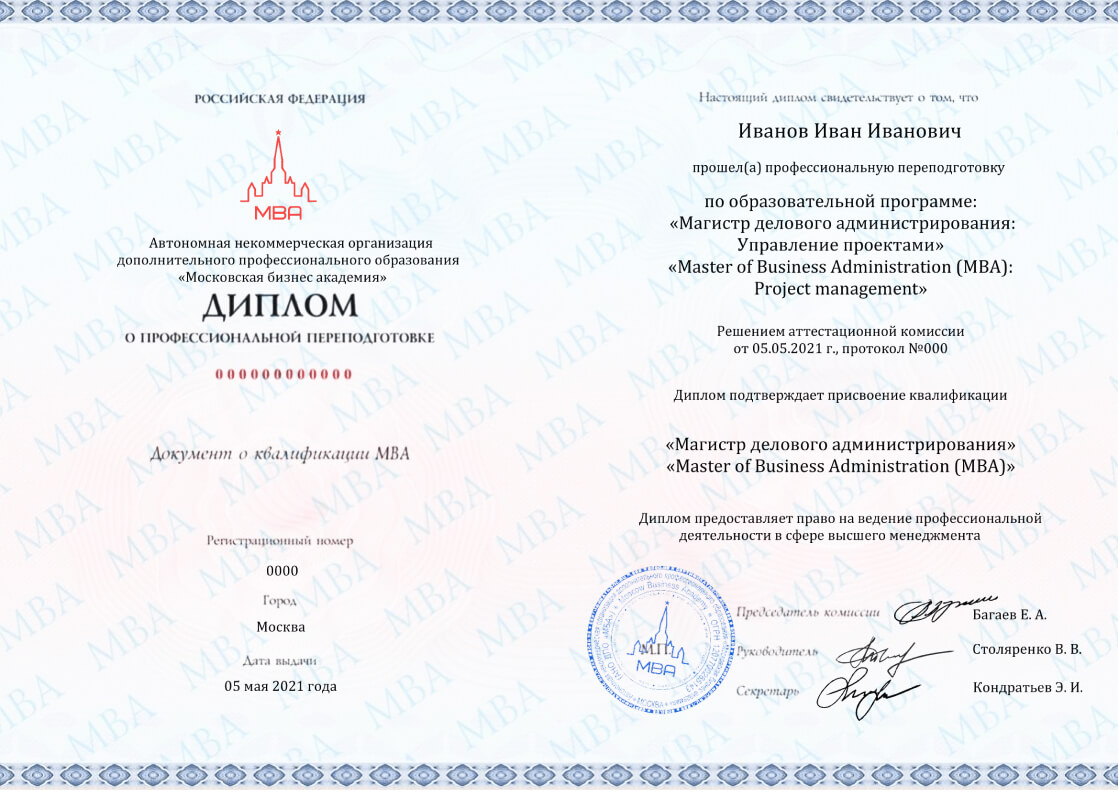 РОССИЙСКАЯ ФЕДЕРАЦИЯ
МВА
Автономная некоммерческая организация
дополнительного профессионального образования
«Московская бизнес академия»
ДИПЛОМ
О ПРОФЕССИОНАЛЬНОЙ ПЕРЕПОДГОТОВКЕ
000000000000
Документ о квалификации МВА
Регистрационный номер
0000
Город
Москва
Дата выдачи
05 мая 2021 года
Настоящий диплом свидетельствует о том, что
Иванов Иван Иванович
прошел(а) профессиональную переподготовку
по образовательной программе:
«Магистр делового администрирования:
Управление проектами»
«Master of Business Administration (MBA):
Project management»
Решением аттестационной комиссии
от 05.05.2021 г., протокол №000
Диплом подтверждает присвоение квалификации
«Магистр делового администрирования»
«Master of Business Administration (MBA)»
Диплом предоставляет право на ведение профессиональной
деятельности в сфере высшего менеджмента
Председатель комиссии
Багаев Е. А.
М.П.
Руководитель
Столяренко В. В.
МВА
Секретарь
Кондратьев Э. И.